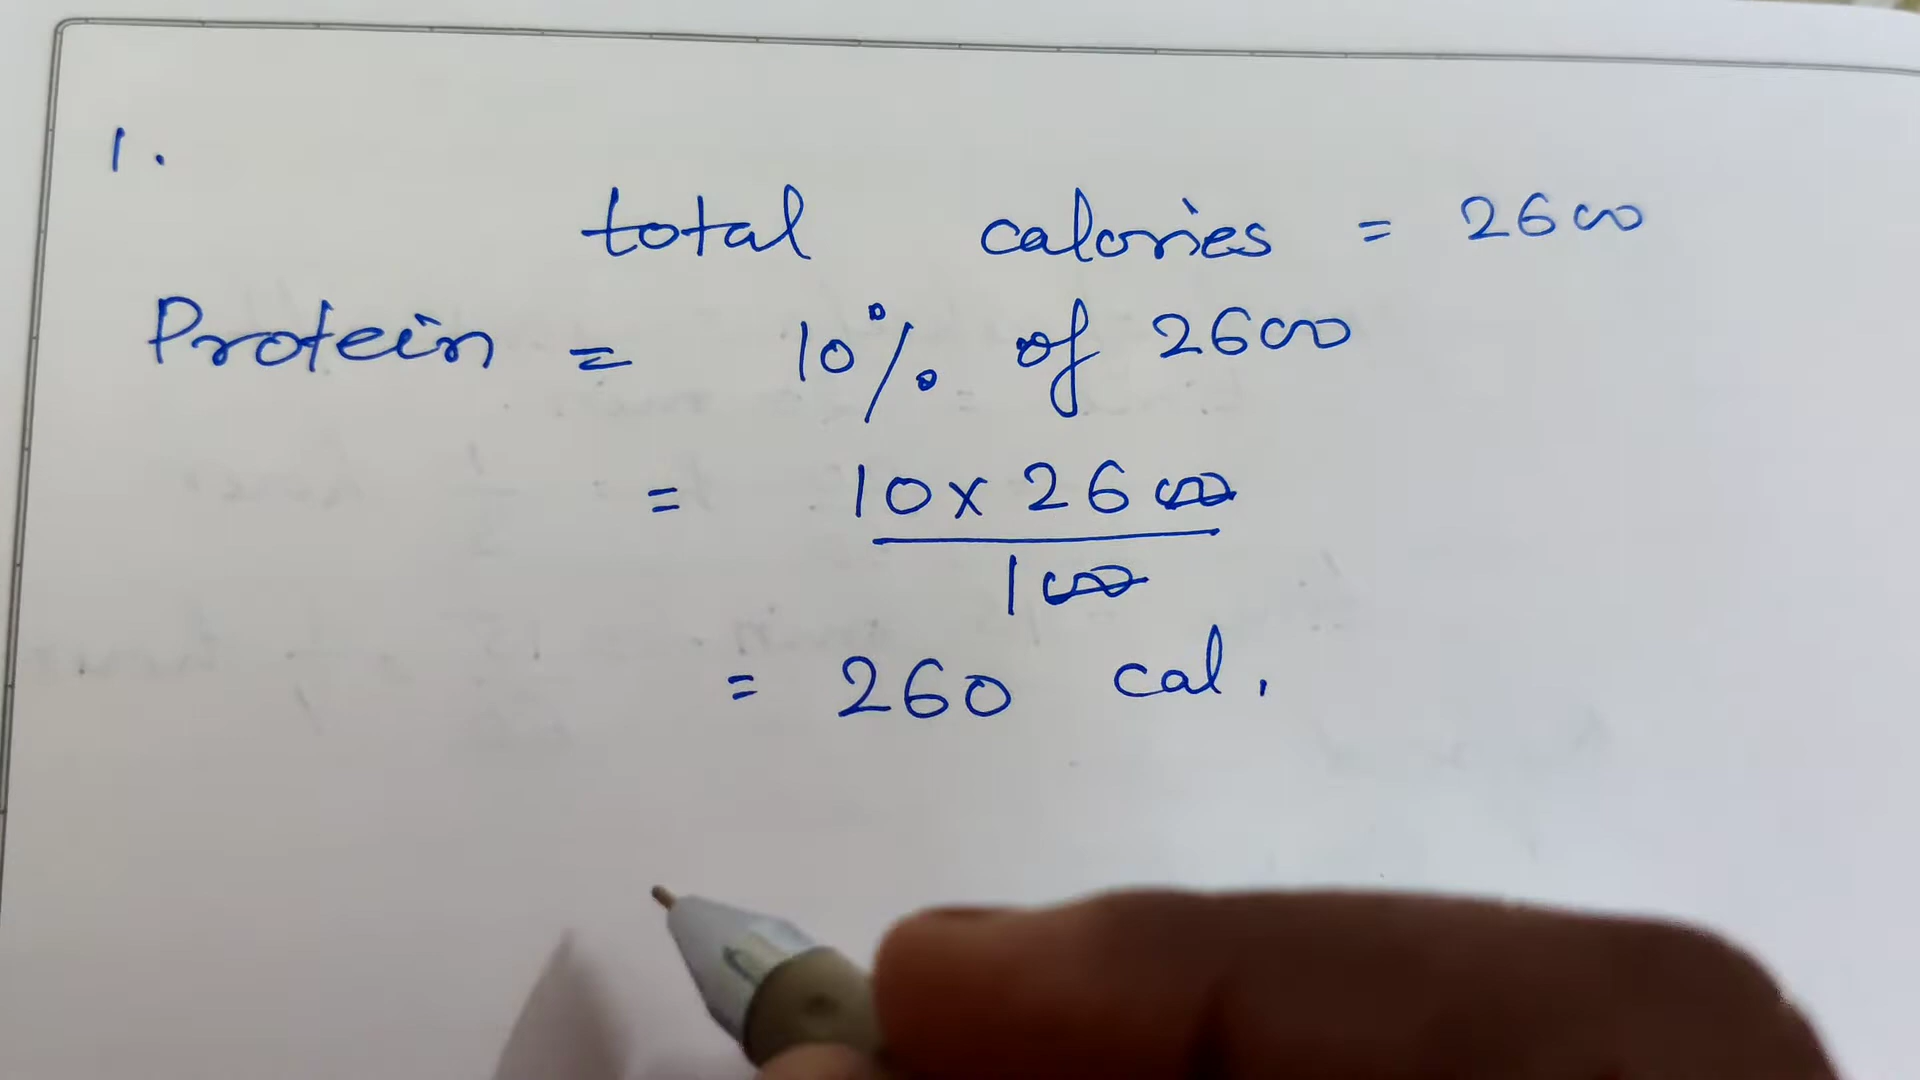 1.
total calories = 2600
Protein = 10% of 2600
= 10 x 2600
100
= 260 cal.